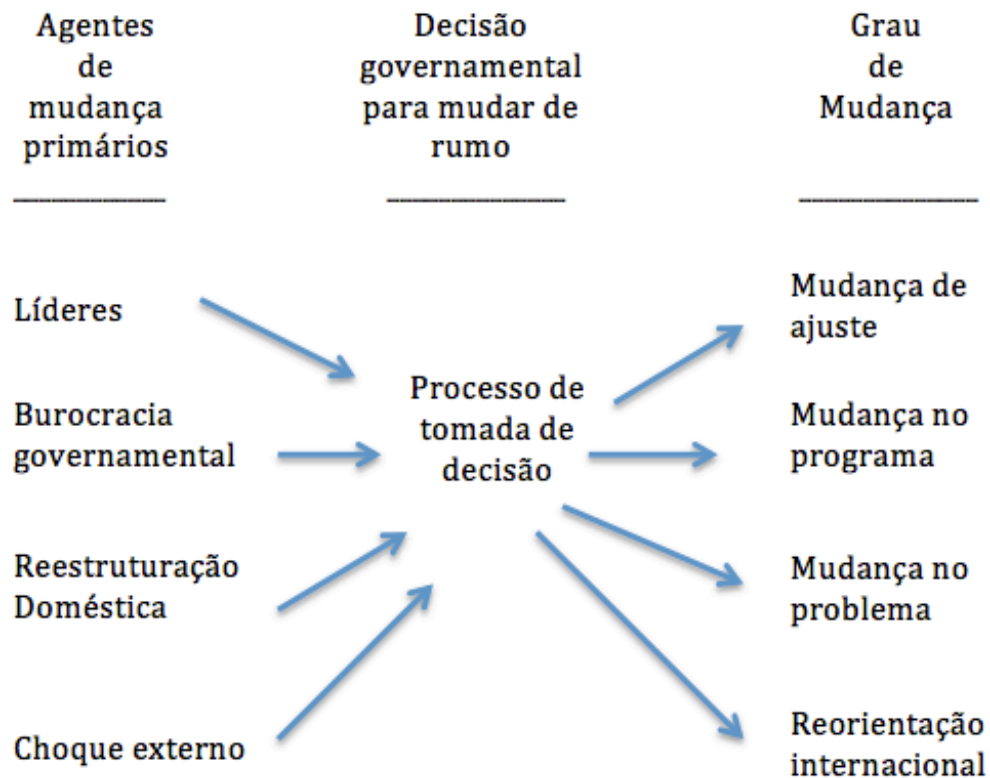 Agentes
de
mudança
primários
Decisão
governamental
para mudar de
rumo
Grau
de
Mudança
Líderes
Burocracia
governamental
Reestruturação
Doméstica
Choque externo
Processo de
tomada de
decisão
Mudança de
ajuste
Mudança no
programa
Mudança no
problema
Reorientação
internacional